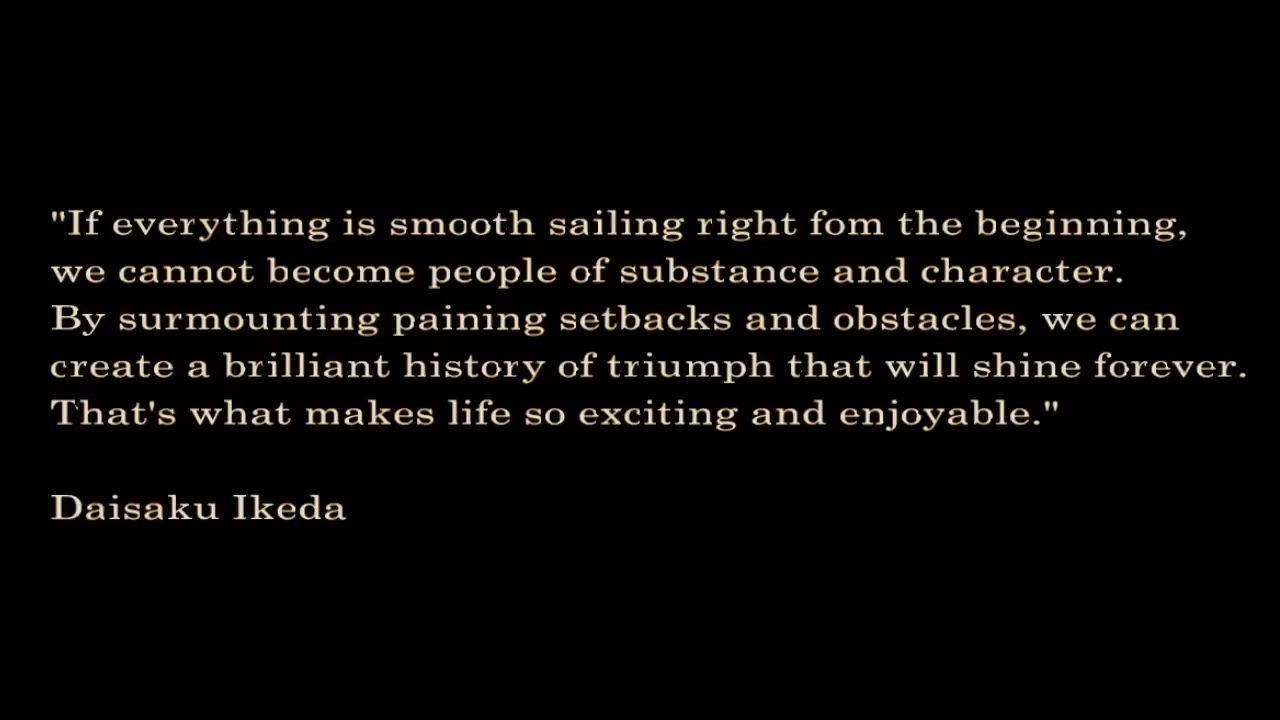 "If everything is smooth sailing right fom the beginning,
we cannot become people of substance and character.
By surmounting paining setbacks and obstacles, we can
create a brilliant history of triumph that will shine forever.
That's what makes life so exciting and enjoyable."
Daisaku Ikeda